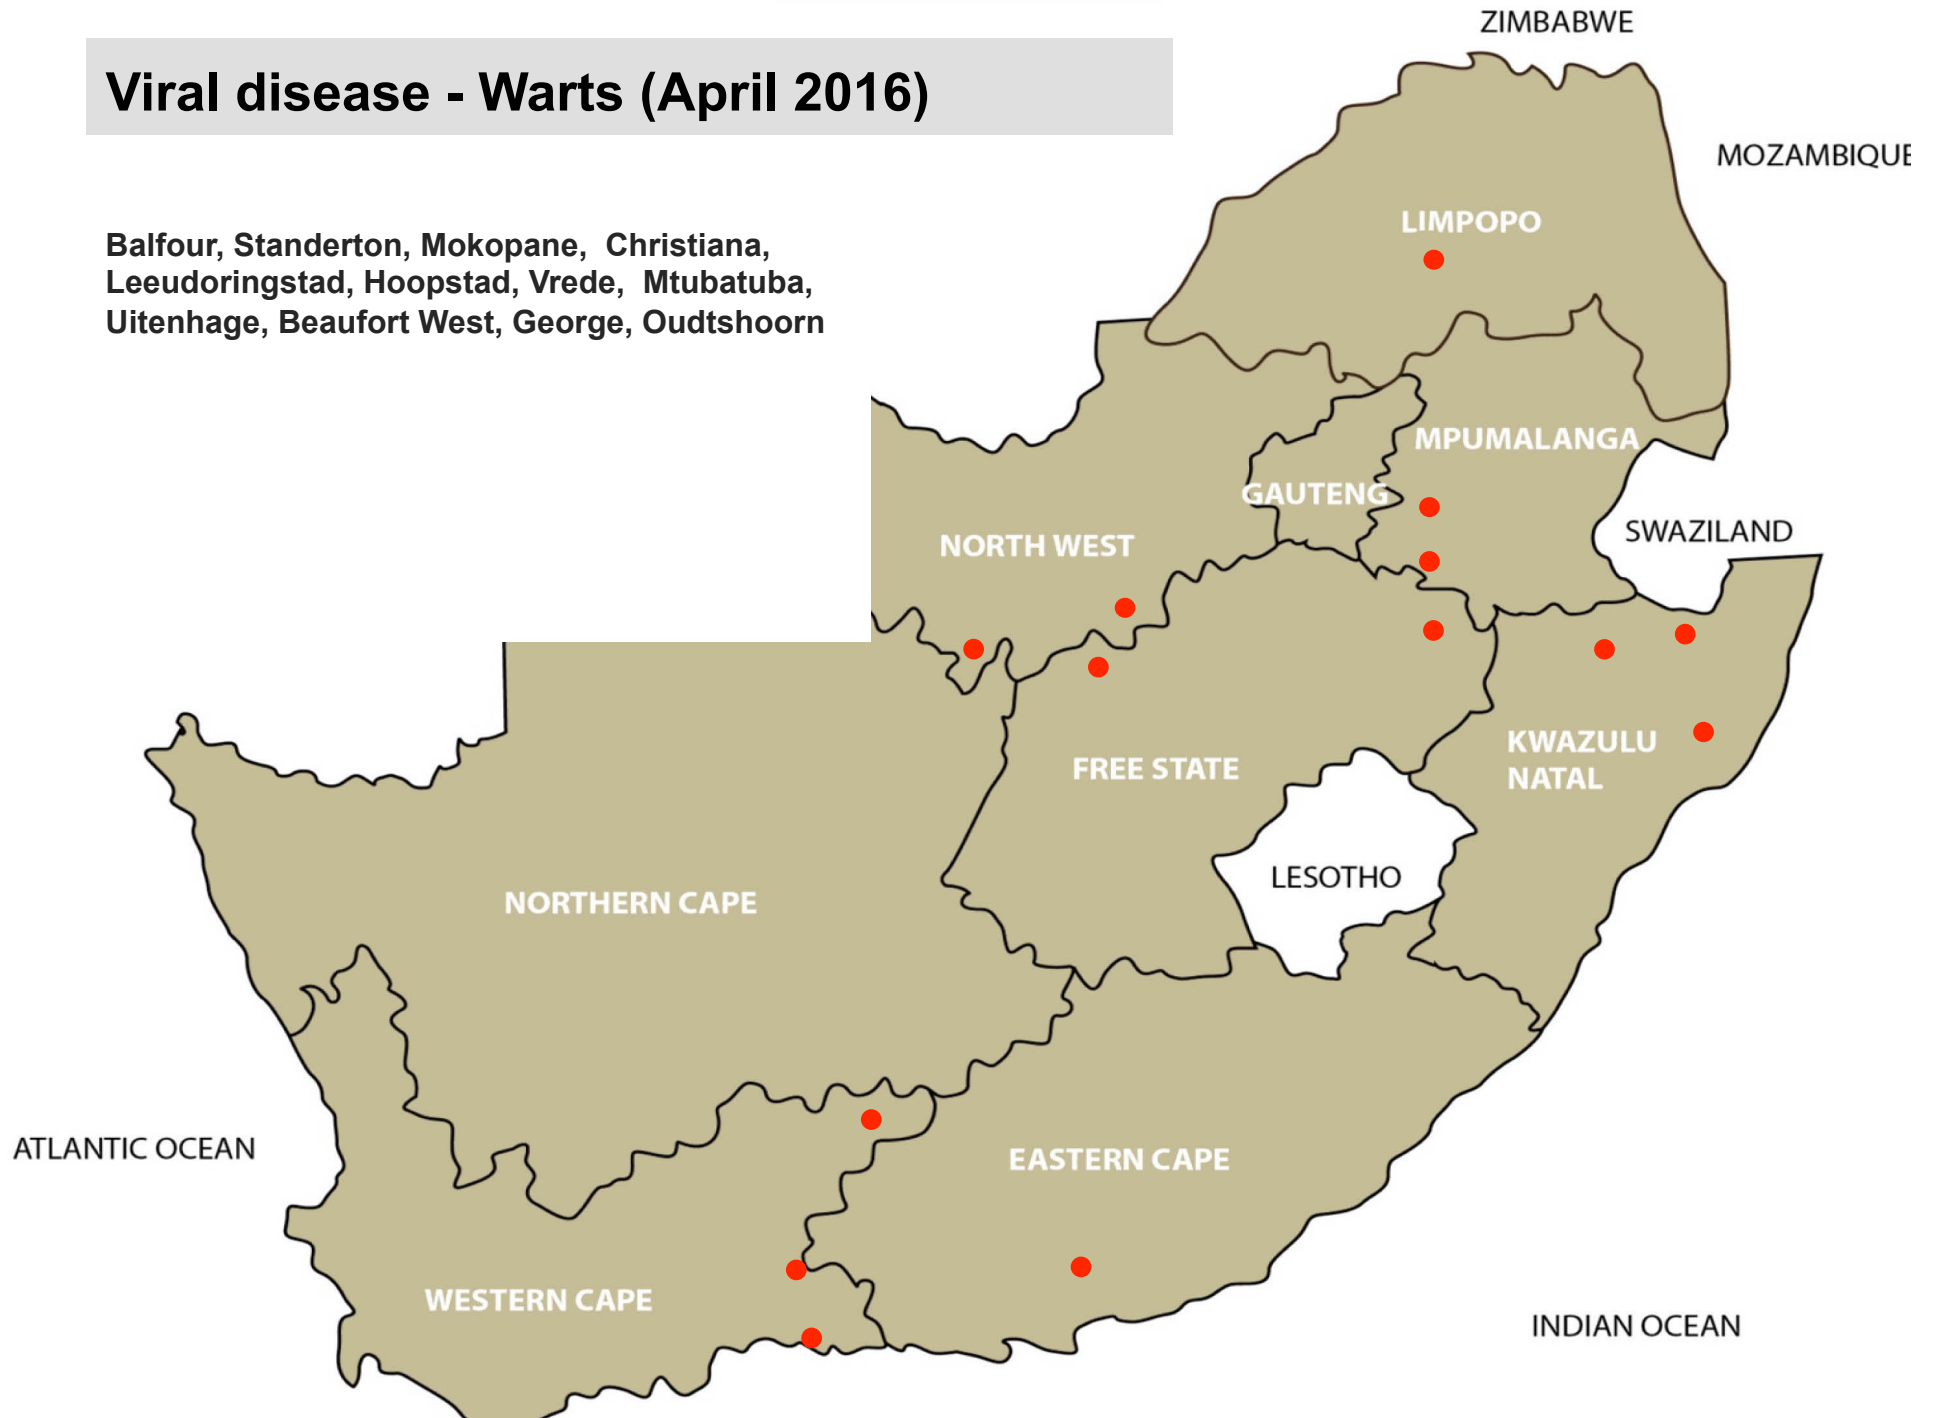 Viral disease - Warts (April 2016)
Balfour, Standerton, Mokopane, Christiana,
Leeudoringstad, Hoopstad, Vrede, Mtubatuba,
Uitenhage, Beaufort West, George, Oudtshoorn
ZIMBABWE
MOZAMBIQUE
LIMPOPO
MPUMALANGA
GAUTENG
SWAZILAND
NORTH WEST
KWAZULU
NATAL
FREE STATE
LESOTHO
NORTHERN CAPE
ATLANTIC OCEAN
EASTERN CAPE
WESTERN CAPE
INDIAN OCEAN